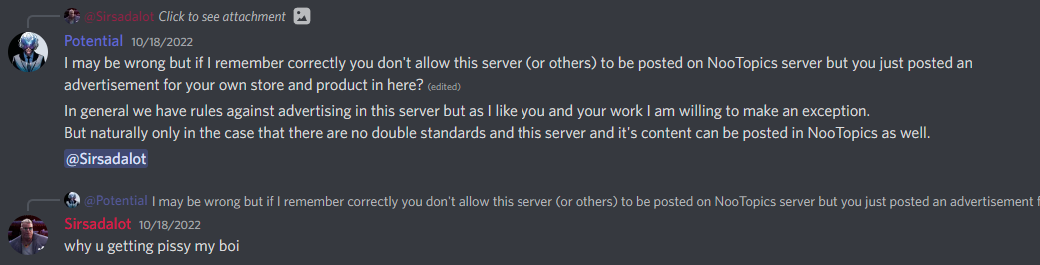 @Sirsadalot Click to see attachment
Potential 10/18/2022
I may be wrong but if I remember correctly you don't allow this server (or others) to be posted on NooTopics server but you just posted an
advertisement for your own store and product in here? (edited)
In general we have rules against advertising in this server but as I like you and your work I am willing to make an exception.
But naturally only in the case that there are no double standards and this server and it's content can be posted in NooTopics as well.
@Sirsadalot
@Potential I may be wrong but if I remember correctly you don't allow this server (or others) to be posted on NooTopics server but you just posted an advertisement f
Sirsadalot 10/18/2022
why u getting pissy my boi